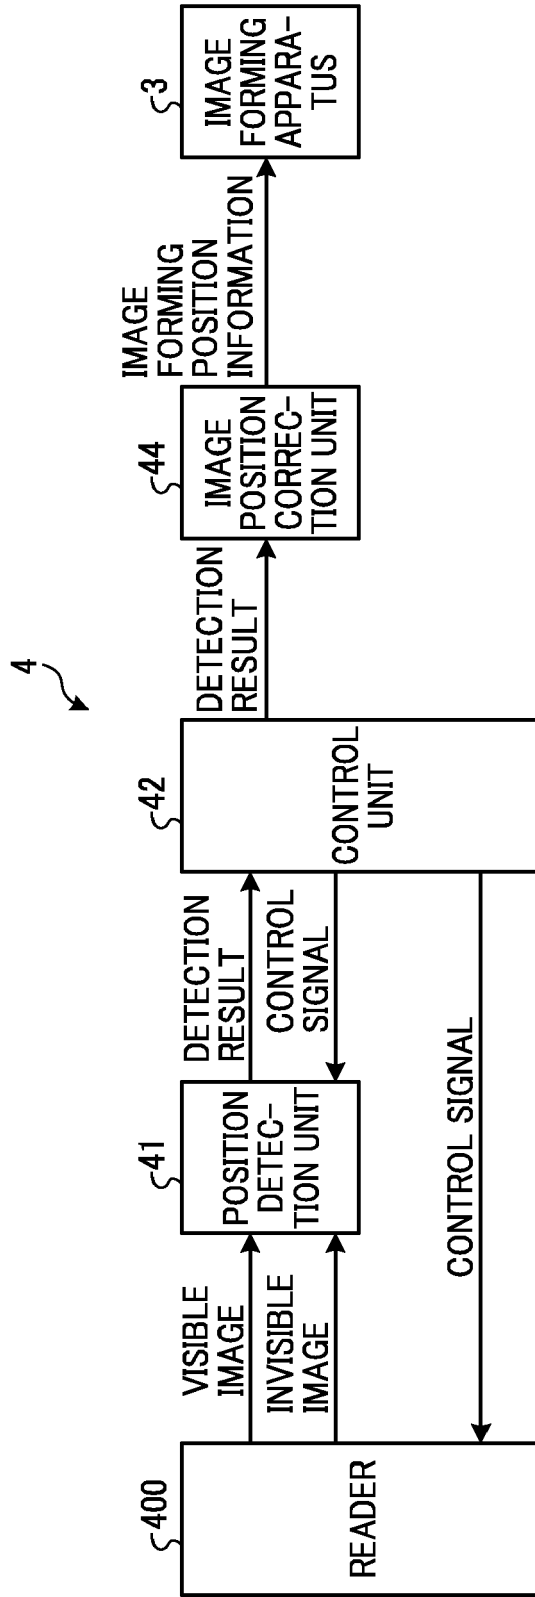 4
400
READER
VISIBLE
IMAGE
INVISIBLE
IMAGE
41
POSITION
DETEC-
TION UNIT
DETECTION
RESULT
CONTROL
SIGNAL
CONTROL SIGNAL
42
CONTROL
UNIT
DETECTION
RESULT
44
IMAGE
POSITION
CORREC-
TION UNIT
IMAGE
FORMING
POSITION
INFORMATION
3
IMAGE
FORMING
APPARA-
TUS